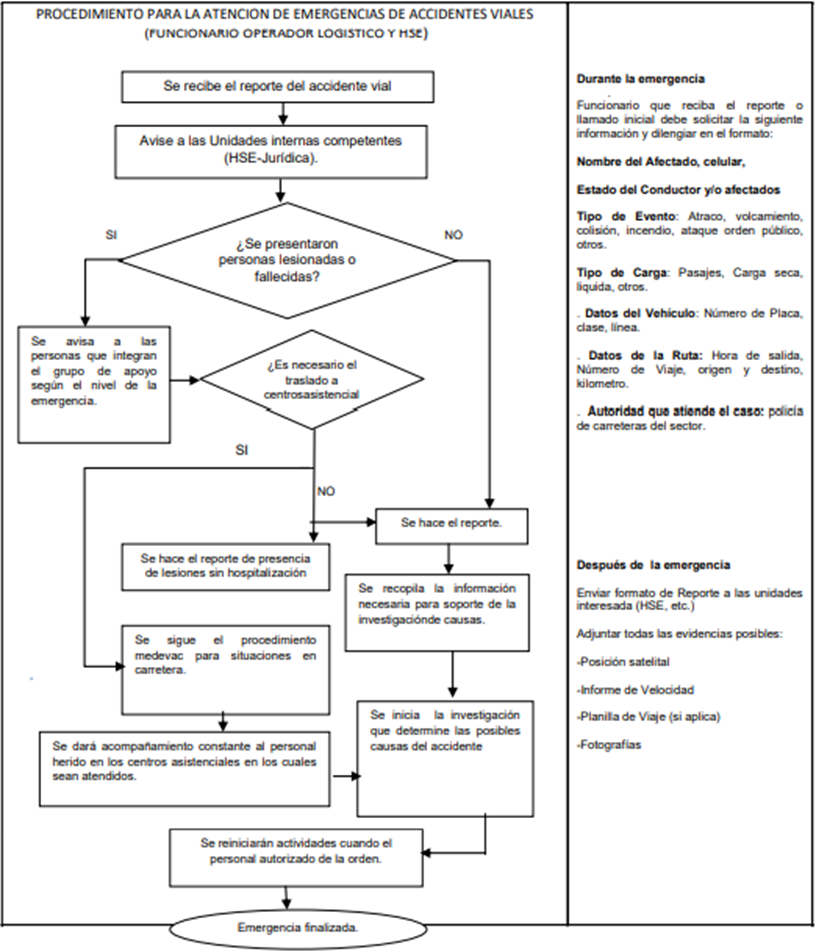 PROCEDIMIENTO PARA LA ATENCION DE EMERGENCIAS DE ACCIDENTES VIALES
(FUNCIONARIO OPERADOR LOGISTICO Y HSE)
Se recibe el reporte del accidente vial
Avise a las Unidades internas competentes
(HSE-Jurídica).
SI
NO
¿Se presentaron
personas lesionadas o
fallecidas?
Se avisa a las
personas que integran
el grupo de apoyo
según el nivel de la
emergencia.
¿Es necesario el
traslado a
centrosasistencial
SI
NO
Se hace el reporte.
Se hace el reporte de presencia
de lesiones sin hospitalización
Se recopila la información
necesaria para soporte de la
investigaciónde causas.
Se sigue el procedimiento
medevac para situaciones en
carretera.
Se inicia la investigación
que determine las posibles
causas del accidente
Se dará acompañamiento constante al personal
herido en los centros asistenciales en los cuales
sean atendidos.
Se reiniciarán actividades cuando el
personal autorizado de la orden.
Emergencia finalizada.
Durante la emergencia
Funcionario que reciba el reporte o
llamado inicial debe solicitar la siguiente
información y dilengiar en el formato:
Nombre del Afectado, celular,
Estado del Conductor y/o afectados
Tipo de Evento: Atraco, volcamiento,
colisión, incendio, ataque orden público,
otros.
Tipo de Carga: Pasajes, Carga seca,
liquida, otros.
. Datos del Vehículo: Número de Placa,
clase, línea.
. Datos de la Ruta: Hora de salida,
Número de Viaje, origen y destino,
kilometro.
. Autoridad que atiende el caso: policía
de carreteras del sector.
Después de la emergencia
Enviar formato de Reporte a las unidades
interesada (HSE, etc.)
Adjuntar todas las evidencias posibles:
-Posición satelital
-Informe de Velocidad
-Planilla de Viaje (si aplica)
-Fotografías